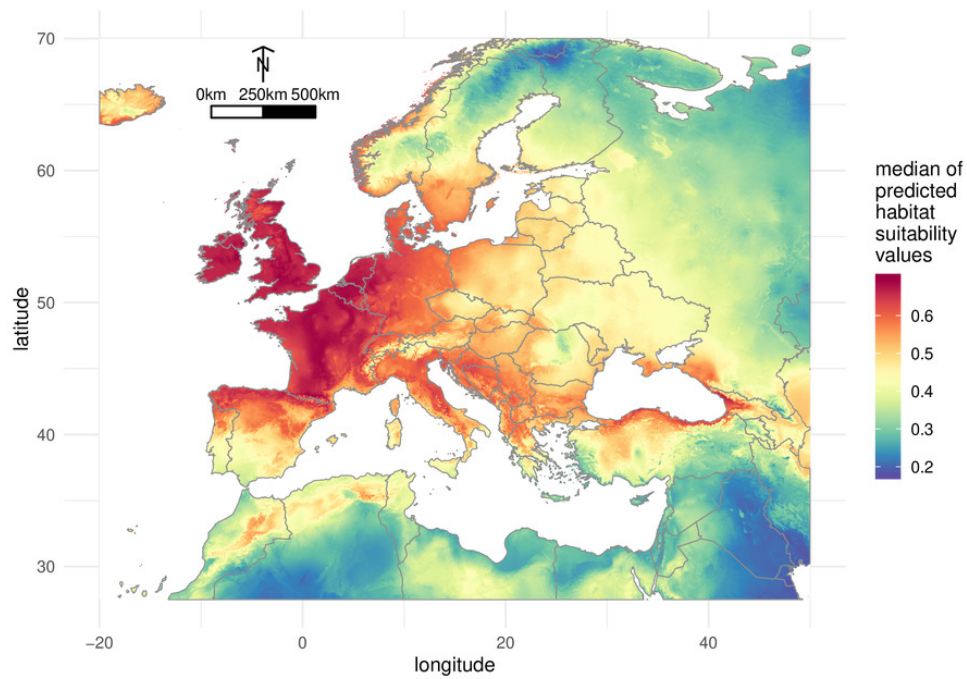 70
60
50
40
30
latitude
N
0km 250km 500km
−20 0 20 40
longitude
median of
predicted
habitat
suitability
values
0.6
0.5
0.4
0.3
0.2